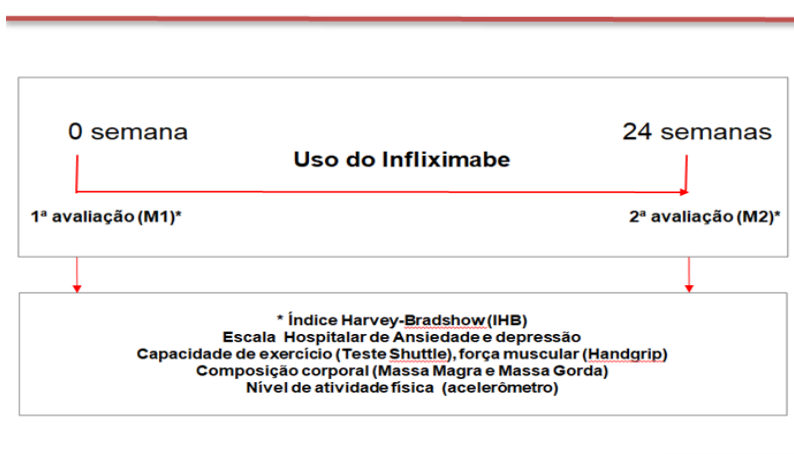 0 semana 24 semanas
Uso do Infliximabe
1ª avaliação (M1)* 2ª avaliação (M2)*
* Índice Harvey-Bradshow (IHB)
Escala Hospitalar de Ansiedade e depressão
Capacidade de exercício (Teste Shuttle), força muscular (Handgrip)
Composição corporal (Massa Magra e Massa Gorda)
Nível de atividade física (acelerômetro)